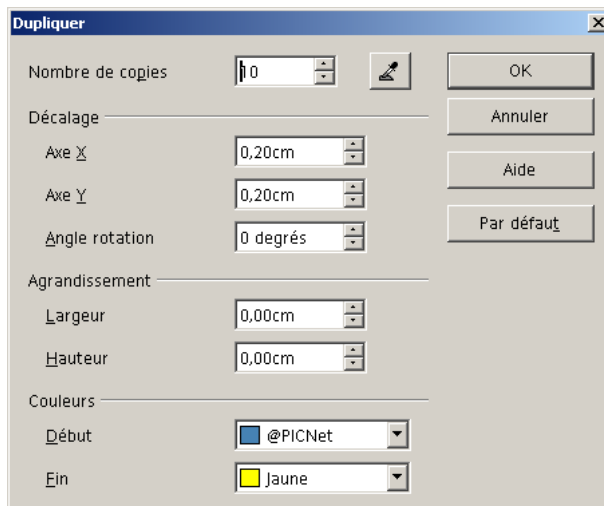 Dupliquer
Nombre de copies 10 OK
Décalage Annuler
Axe X 0,20cm Aide
Axe Y 0,20cm
Angle rotation 0 degrés Par défaut
Agrandissement
Largeur 0,00cm
Hauteur 0,00cm
Couleurs
Début @PICNet
Fin Jaune